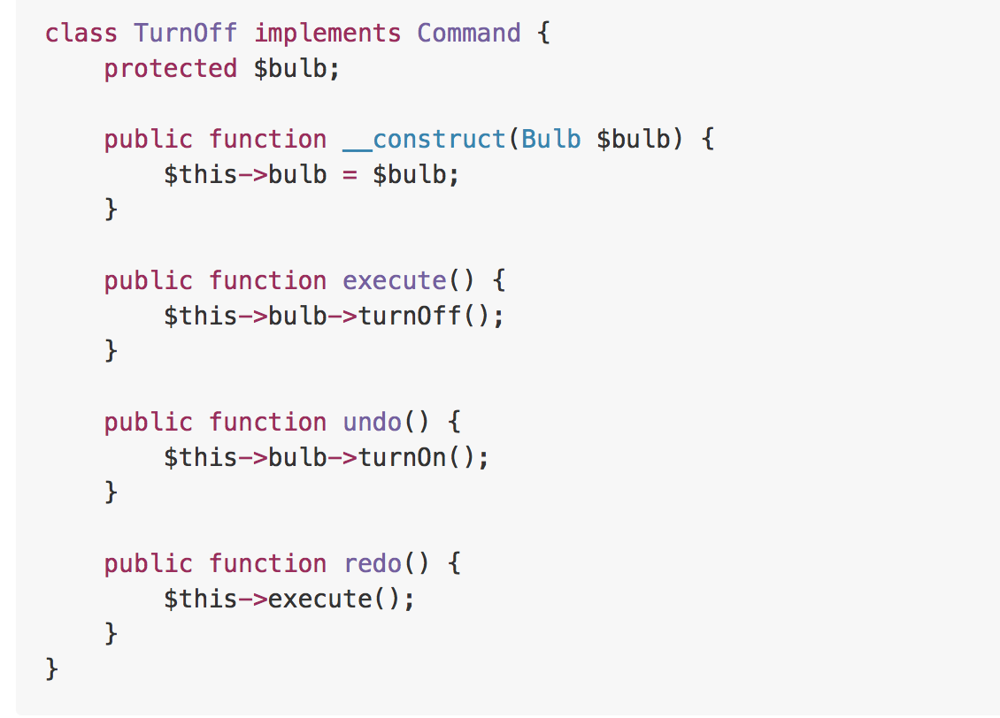 class TurnOff implements Command {
    protected $bulb;

    public function __construct(Bulb $bulb) {
        $this->bulb = $bulb;
    }

    public function execute() {
        $this->bulb->turnOff();
    }

    public function undo() {
        $this->bulb->turnOn();
    }

    public function redo() {
        $this->execute();
    }
}